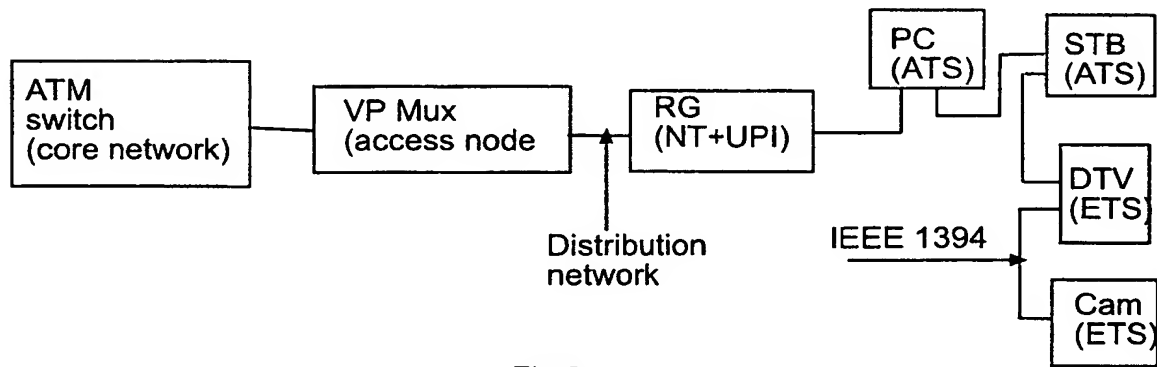 ATM
switch
(core network)
VP Mux
(access node
RG
(NT+UPI)
PC
(ATS)
STB
(ATS)
DTV
(ETS)
Distribution
network
IEEE 1394
Cam
(ETS)